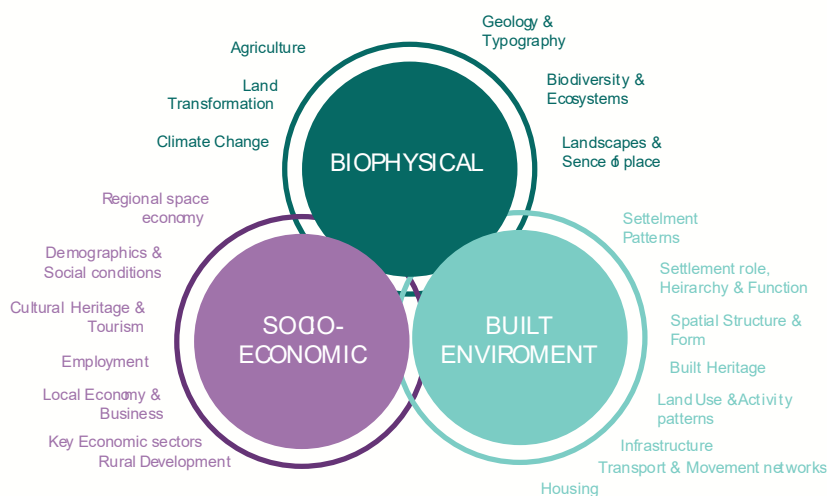 Geology &
Typography
Agriculture
Biodiversity &
Ecosystems
Land
Transformation
Climate Change
Landscapes &
Sence of place
BIOPHYSICAL
Regional space
economy
Demographics &
Social conditions
Cultural Heritage &
Tourism
Employment
Local Economy &
Business
Key Economic sectors
Rural Development
SOCIO-
ECONOMIC
BUILT
ENVIROMENT
Settelment
Patterns
Settlement role,
Heirarchy & Function
Spatial Structure &
Form
Built Heritage
Land Use & Activity
patterns
Infrastructure
Transport & Movement networks
Housing